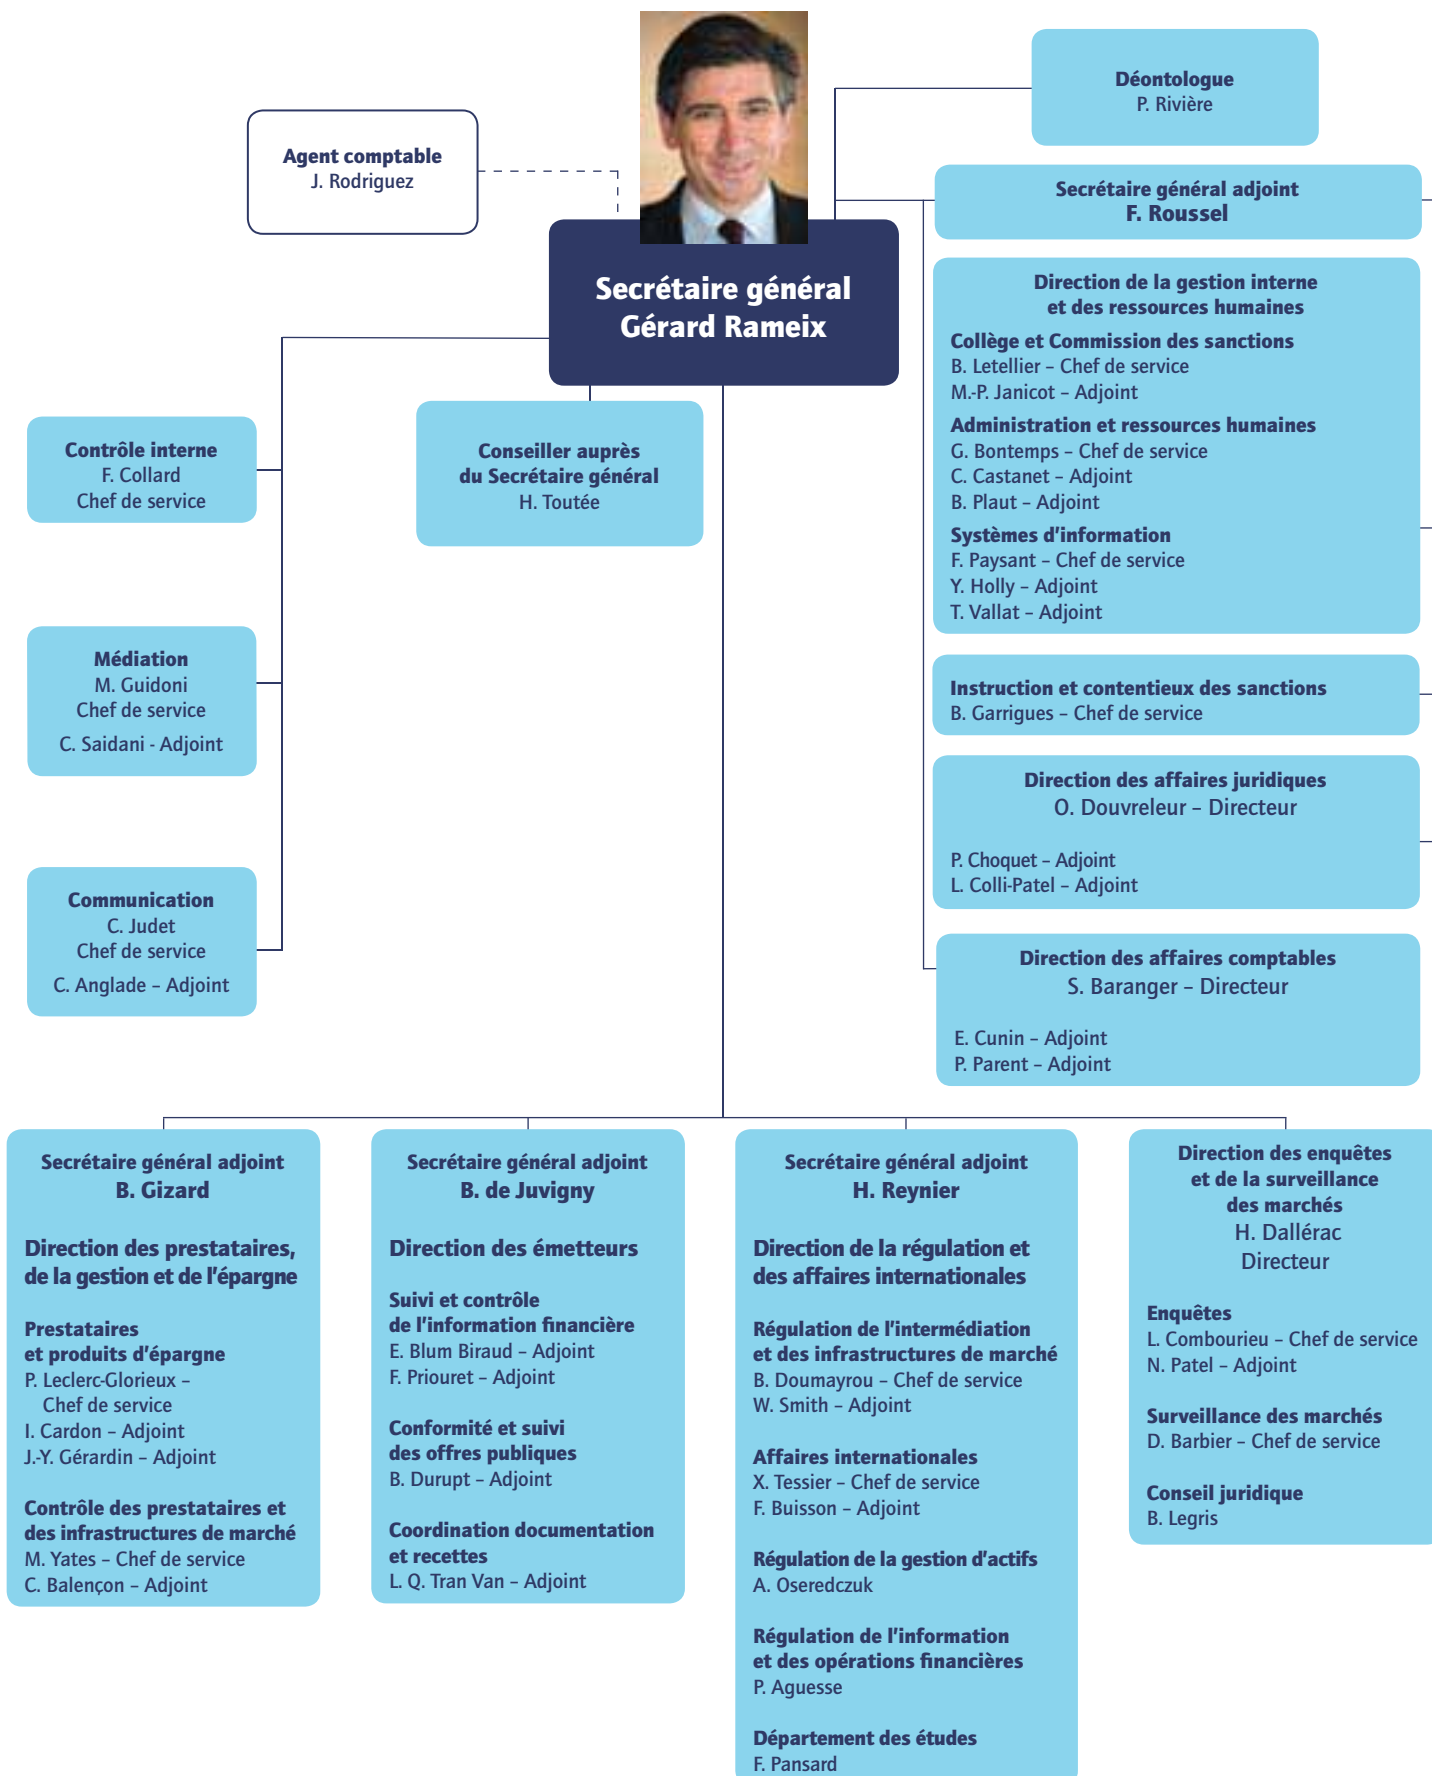 Déontologue
P. Rivière
Agent comptable
J. Rodriguez
Secrétaire général adjoint
F. Roussel
Secrétaire général
Gérard Rameix
Direction de la gestion interne
et des ressources humaines
Collège et Commission des sanctions
B. Letellier – Chef de service
M.-P. Janicot – Adjoint
Administration et ressources humaines
G. Bontemps – Chef de service
C. Castanet – Adjoint
B. Plaut – Adjoint
Systèmes d'information
F. Paysant – Chef de service
Y. Holly – Adjoint
T. Vallat – Adjoint
Contrôle interne
F. Collard
Chef de service
Conseiller auprès
du Secrétaire général
H. Toutée
Médiation
M. Guidoni
Chef de service
C. Saidani - Adjoint
Instruction et contentieux des sanctions
B. Garrigues – Chef de service
Direction des affaires juridiques
O. Douvreleur – Directeur
P. Choquet – Adjoint
L. Colli-Patel – Adjoint
Communication
C. Judet
Chef de service
C. Anglade – Adjoint
Direction des affaires comptables
S. Baranger – Directeur
E. Cunin – Adjoint
P. Parent – Adjoint
Secrétaire général adjoint
B. Gizard
Direction des prestataires,
de la gestion et de l'épargne
Prestataires
et produits d'épargne
P. Leclerc-Glorieux –
Chef de service
I. Cardon – Adjoint
J.-Y. Gérardin – Adjoint
Contrôle des prestataires et
des infrastructures de marché
M. Yates – Chef de service
C. Balençon – Adjoint
Secrétaire général adjoint
B. de Juvigny
Direction des émetteurs
Suivi et contrôle
de l'information financière
E. Blum Biraud – Adjoint
F. Priouret – Adjoint
Conformité et suivi
des offres publiques
B. Durupt – Adjoint
Coordination documentation
et recettes
L. Q. Tran Van – Adjoint
Secrétaire général adjoint
H. Reynier
Direction de la régulation et
des affaires internationales
Régulation de l'intermédiation
et des infrastructures de marché
B. Doumayrou – Chef de service
W. Smith – Adjoint
Affaires internationales
X. Tessier – Chef de service
F. Buisson – Adjoint
Régulation de la gestion d'actifs
A. Oseredczuk
Régulation de l'information
et des opérations financières
P. Aguesse
Département des études
F. Pansard
Direction des enquêtes
et de la surveillance
des marchés
H. Dallérac
Directeur
Enquêtes
L. Combourieu – Chef de service
N. Patel – Adjoint
Surveillance des marchés
D. Barbier – Chef de service
Conseil juridique
B. Legris